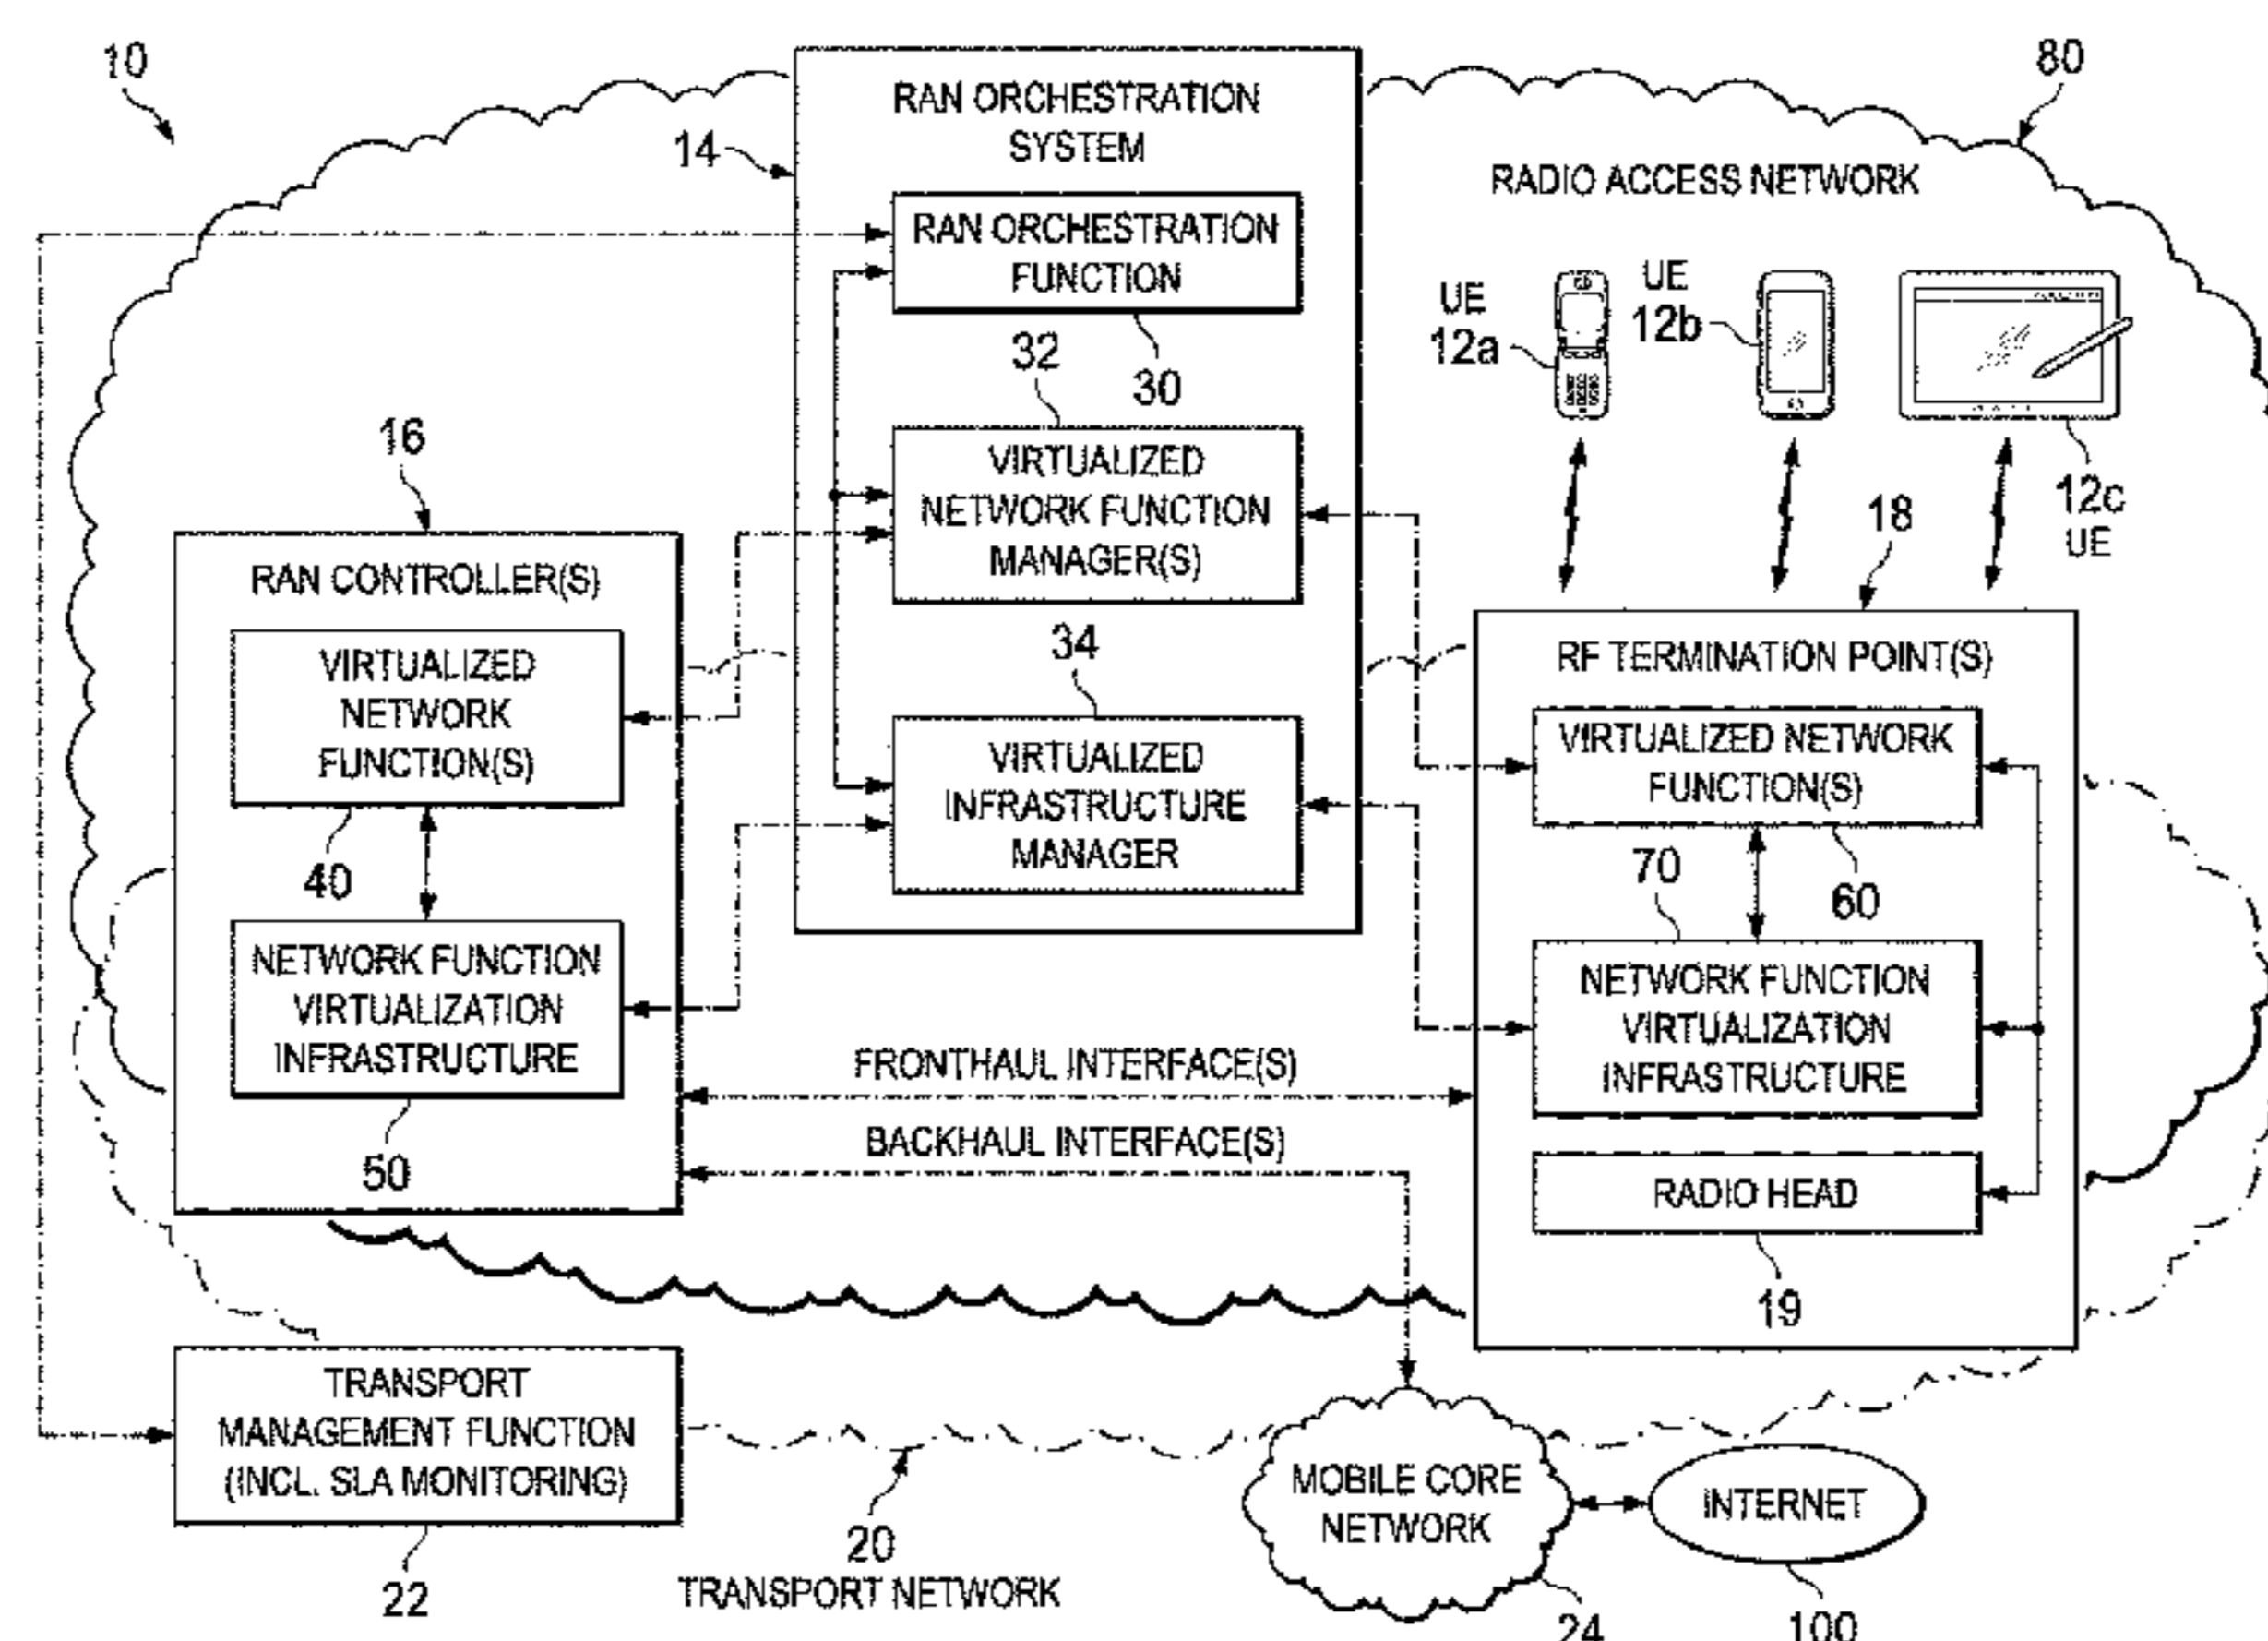 10
80
RAN ORCHESTRATION
SYSTEM
14
RADIO ACCESS NETWORK
RAN ORCHESTRATION
FUNCTION
30
UE
12a
UE
12b
12c
UE
32
VIRTUALIZED
NETWORK FUNCTION
MANAGER(S)
34
VIRTUALIZED
INFRASTRUCTURE
MANAGER
16
RAN CONTROLLER(S)
VIRTUALIZED
NETWORK
FUNCTION(S)
40
NETWORK FUNCTION
VIRTUALIZATION
INFRASTRUCTURE
50
18
RF TERMINATION POINT(S)
VIRTUALIZED NETWORK
FUNCTION(S)
60
70
NETWORK FUNCTION
VIRTUALIZATION
INFRASTRUCTURE
RADIO HEAD
19
FRONTHAUL INTERFACE(S)
BACKHAUL INTERFACE(S)
TRANSPORT
MANAGEMENT FUNCTION
(INCL. SLA MONITORING)
22
20
TRANSPORT NETWORK
MOBILE CORE
NETWORK
24
INTERNET
100